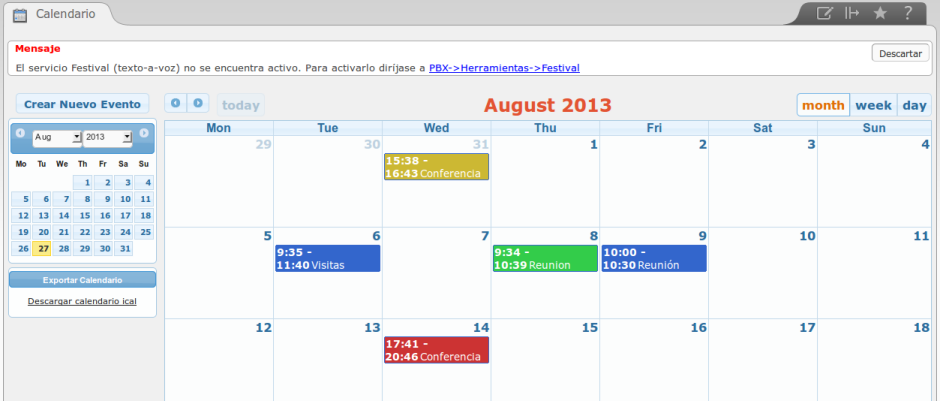 Calendario
?
Mensaje
El servicio Festival (texto-a-voz) no se encuentra activo. Para activarlo diríjase a PBX->Herramientas->Festival
Descartar
Crear Nuevo Evento
Aug 2013
Mo Tu We Th Fr Sa Su
1 2 3 4
5 6 7 8 9 10 11
12 13 14 15 16 17 18
19 20 21 22 23 24 25
26 27 28 29 30 31
Exportar Calendario
Descargar calendario ical
today
August 2013
month week day
Mon Tue Wed Thu Fri Sat Sun
29 30 31 1 2 3 4
15:38 -
16:43 Conferencia
5 6 7 8 9 10 11
9:35 -
11:40 Visitas
9:34 -
10:39 Reunion
10:00 -
10:30 Reunión
12 13 14 15 16 17 18
17:41 -
20:46 Conferencia